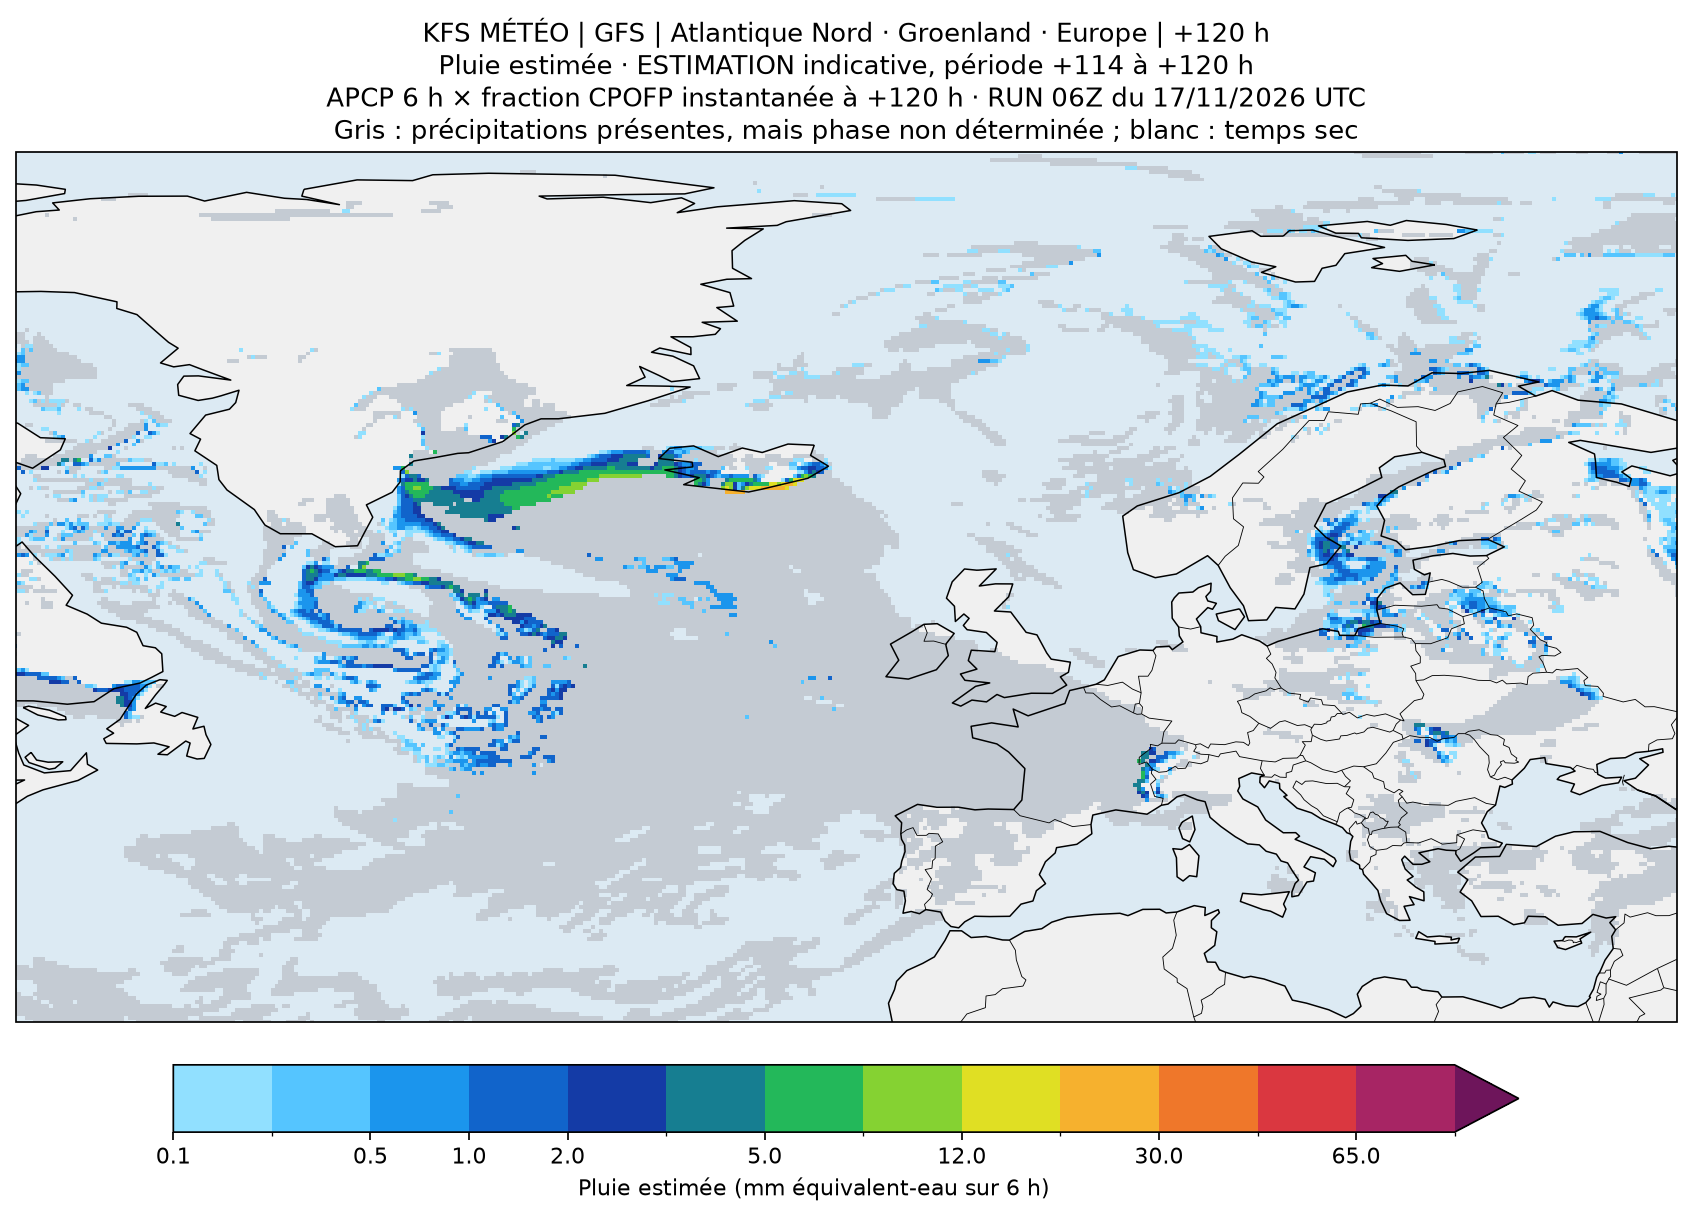 KFS MÉTÉO | GFS | Atlantique Nord · Groenland · Europe | +120 h
Pluie estimée · ESTIMATION indicative, période +114 à +120 h
APCP 6 h × fraction CPOFP instantanée à +120 h · RUN 06Z du 17/11/2026 UTC
Gris : précipitations présentes, mais phase non déterminée ; blanc : temps sec
0.1 0.5 1.0 2.0 5.0 12.0 30.0 65.0
Pluie estimée (mm équivalent-eau sur 6 h)